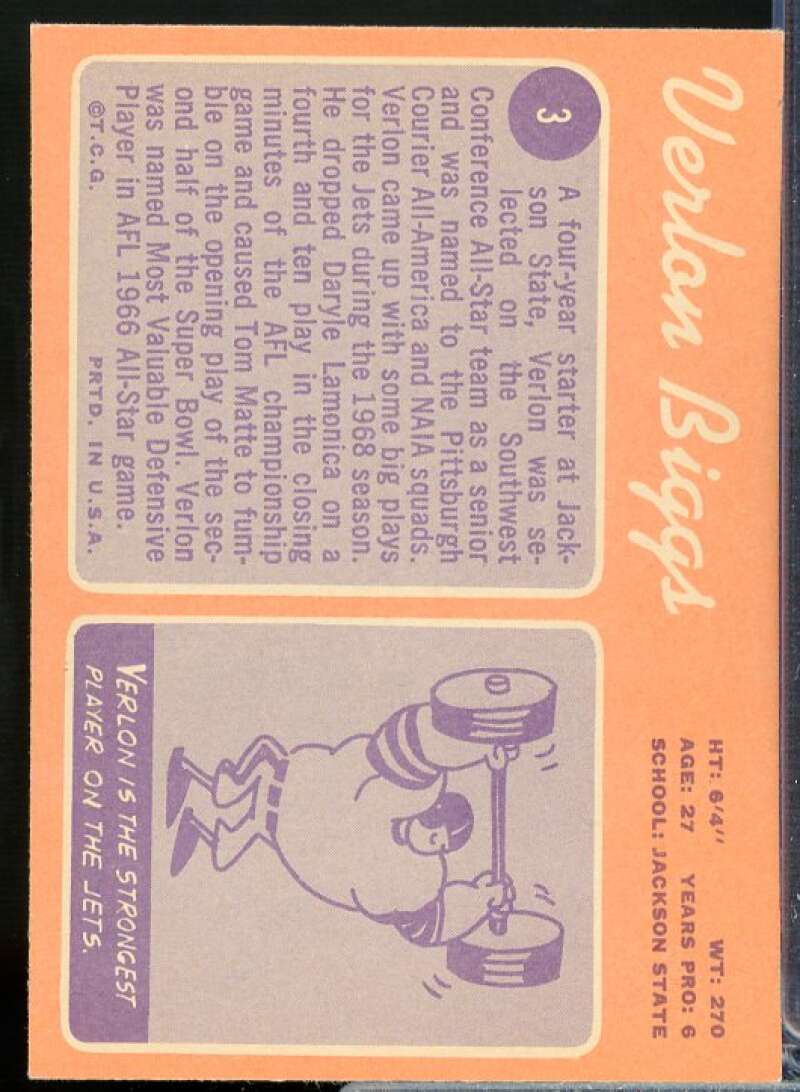 Verlon Biggs
HT: 6'4" WT: 270
AGE: 27 YEARS PRO: 6
SCHOOL: JACKSON STATE
3
A four-year starter at Jack-
son State, Verlon was se-
lected on the Southwest
Conference All-Star team as a senior
and was named to the Pittsburgh
Courier All-America and NAIA squads.
Verlon came up with some big plays
for the Jets during the 1968 season.
He dropped Daryle Lamonica on a
fourth and ten play in the closing
minutes of the AFL championship
game and caused Tom Matte to fum-
ble on the opening play of the sec-
ond half of the Super Bowl. Verlon
was named Most Valuable Defensive
Player in AFL 1966 All-Star game.
©T.C.G. PRTD. IN U.S.A.
VERLON IS THE STRONGEST
PLAYER ON THE JETS.